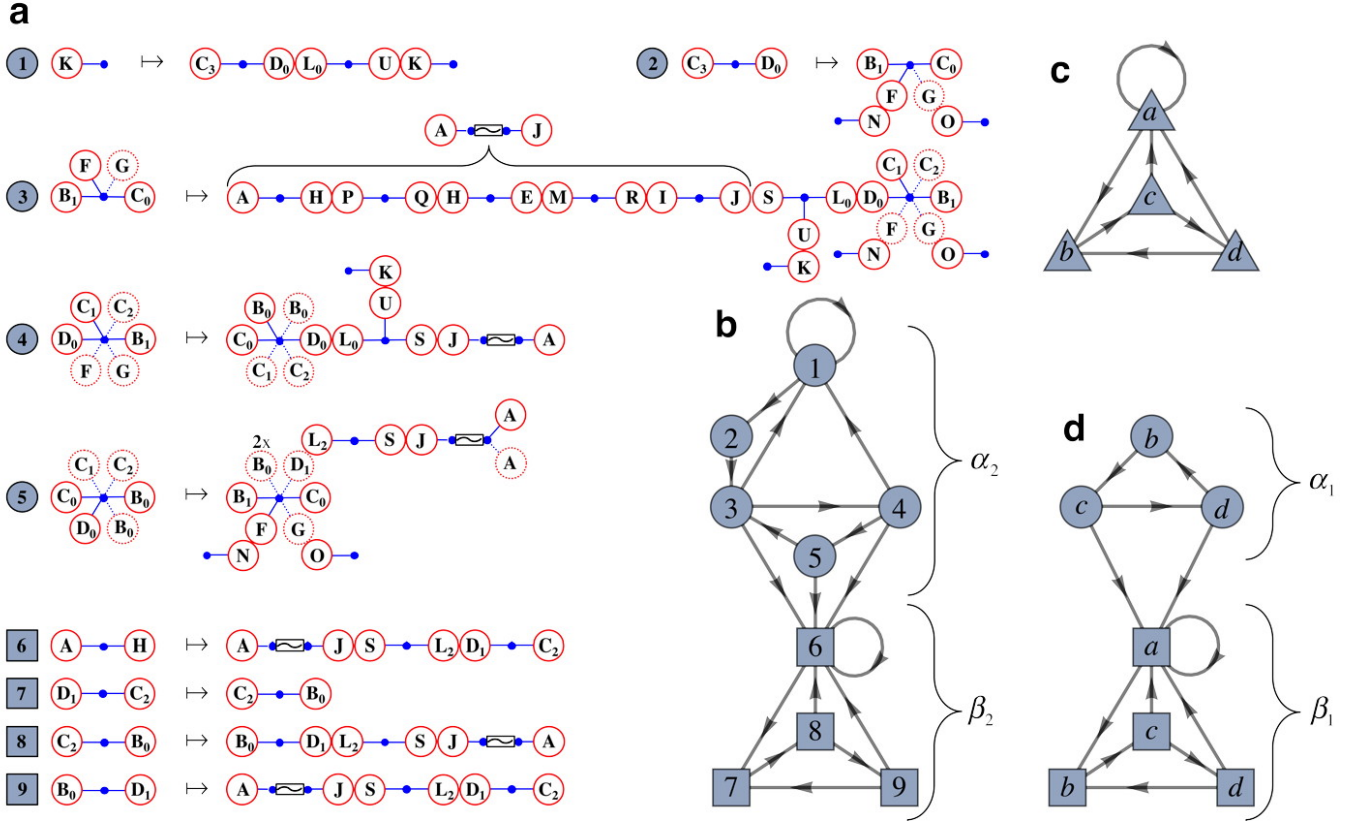 a
1 K ↦ C₃ D₀ L₀ U K
2 C₃ D₀ ↦ B₁ C₀ F G N O
A J
3 F G B₁ C₀ ↦ A H P Q H E M R I J S L₀ D₀ C₁ C₂ B₁ U K F G N O
4 C₁ C₂ D₀ B₁ F G ↦ B₀ B₀ C₀ D₀ L₀ K U S J A C₁ C₂
5 C₁ C₂ C₀ B₀ D₀ B₀ ↦ 2x B₀ D₁ L₂ S J A A B₁ C₀ F G N O
6 A H ↦ A J S L₂ D₁ C₂
7 D₁ C₂ ↦ C₂ B₀
8 C₂ B₀ ↦ B₀ D₁ L₂ S J A
9 B₀ D₁ ↦ A J S L₂ D₁ C₂
b
1
2
3 4
5
α₂
6
8
7 9
β₂
c
a
c
b d
d
b
c d
α₁
a
c
b d
β₁